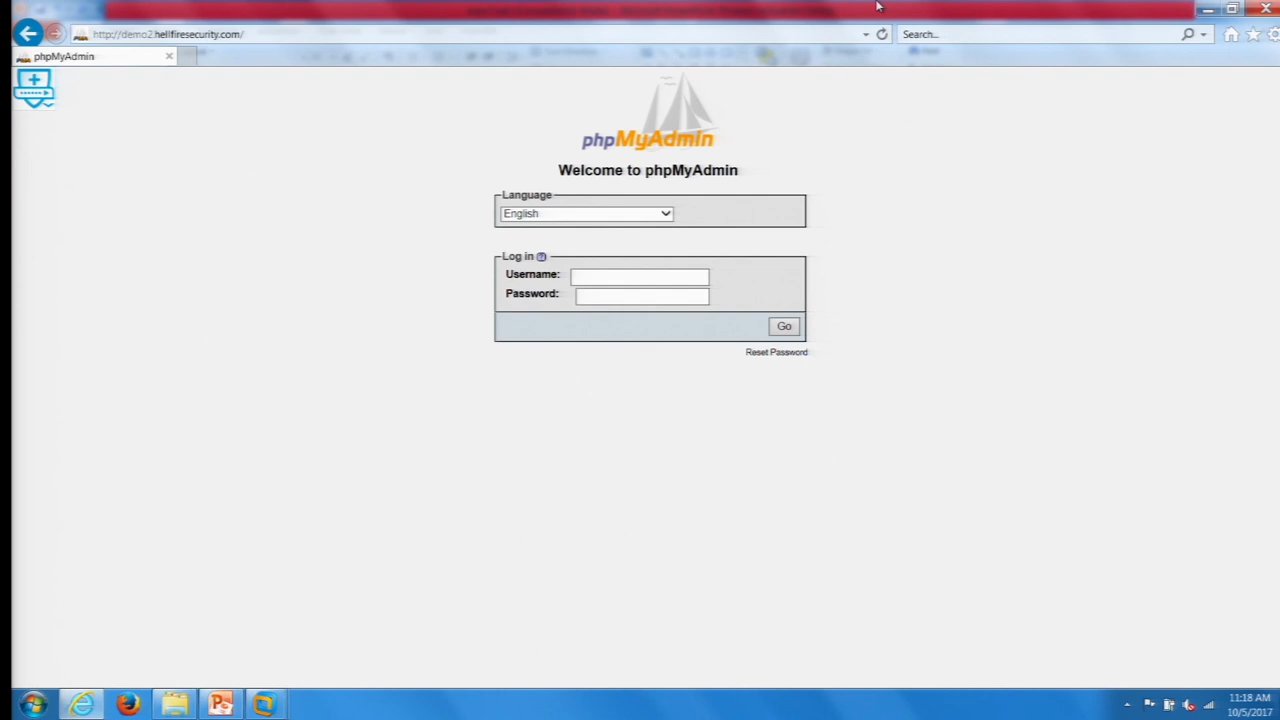 http://demo2.hellfiresecurity.com/
Search...
phpMyAdmin
phpMyAdmin
Welcome to phpMyAdmin
Language
English
Log in
Username:
Password:
Go
Reset Password
11:18 AM
10/5/2017